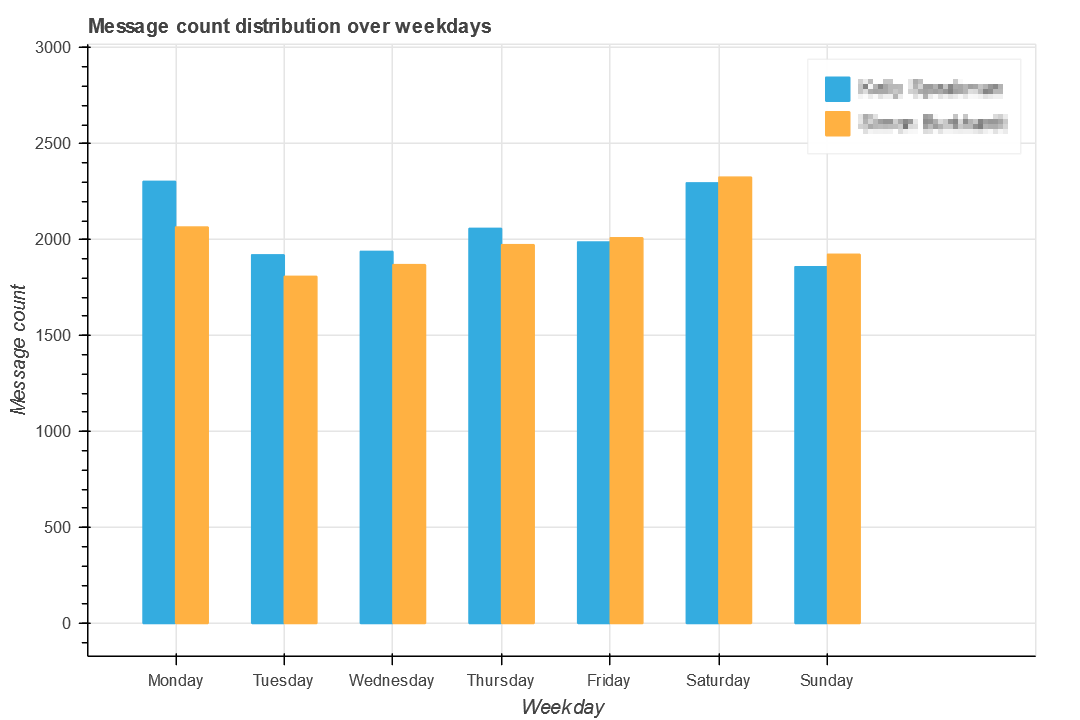 Message count distribution over weekdays
3000
2500
2000
1500
1000
500
0
Message count
Monday Tuesday Wednesday Thursday Friday Saturday Sunday
Weekday